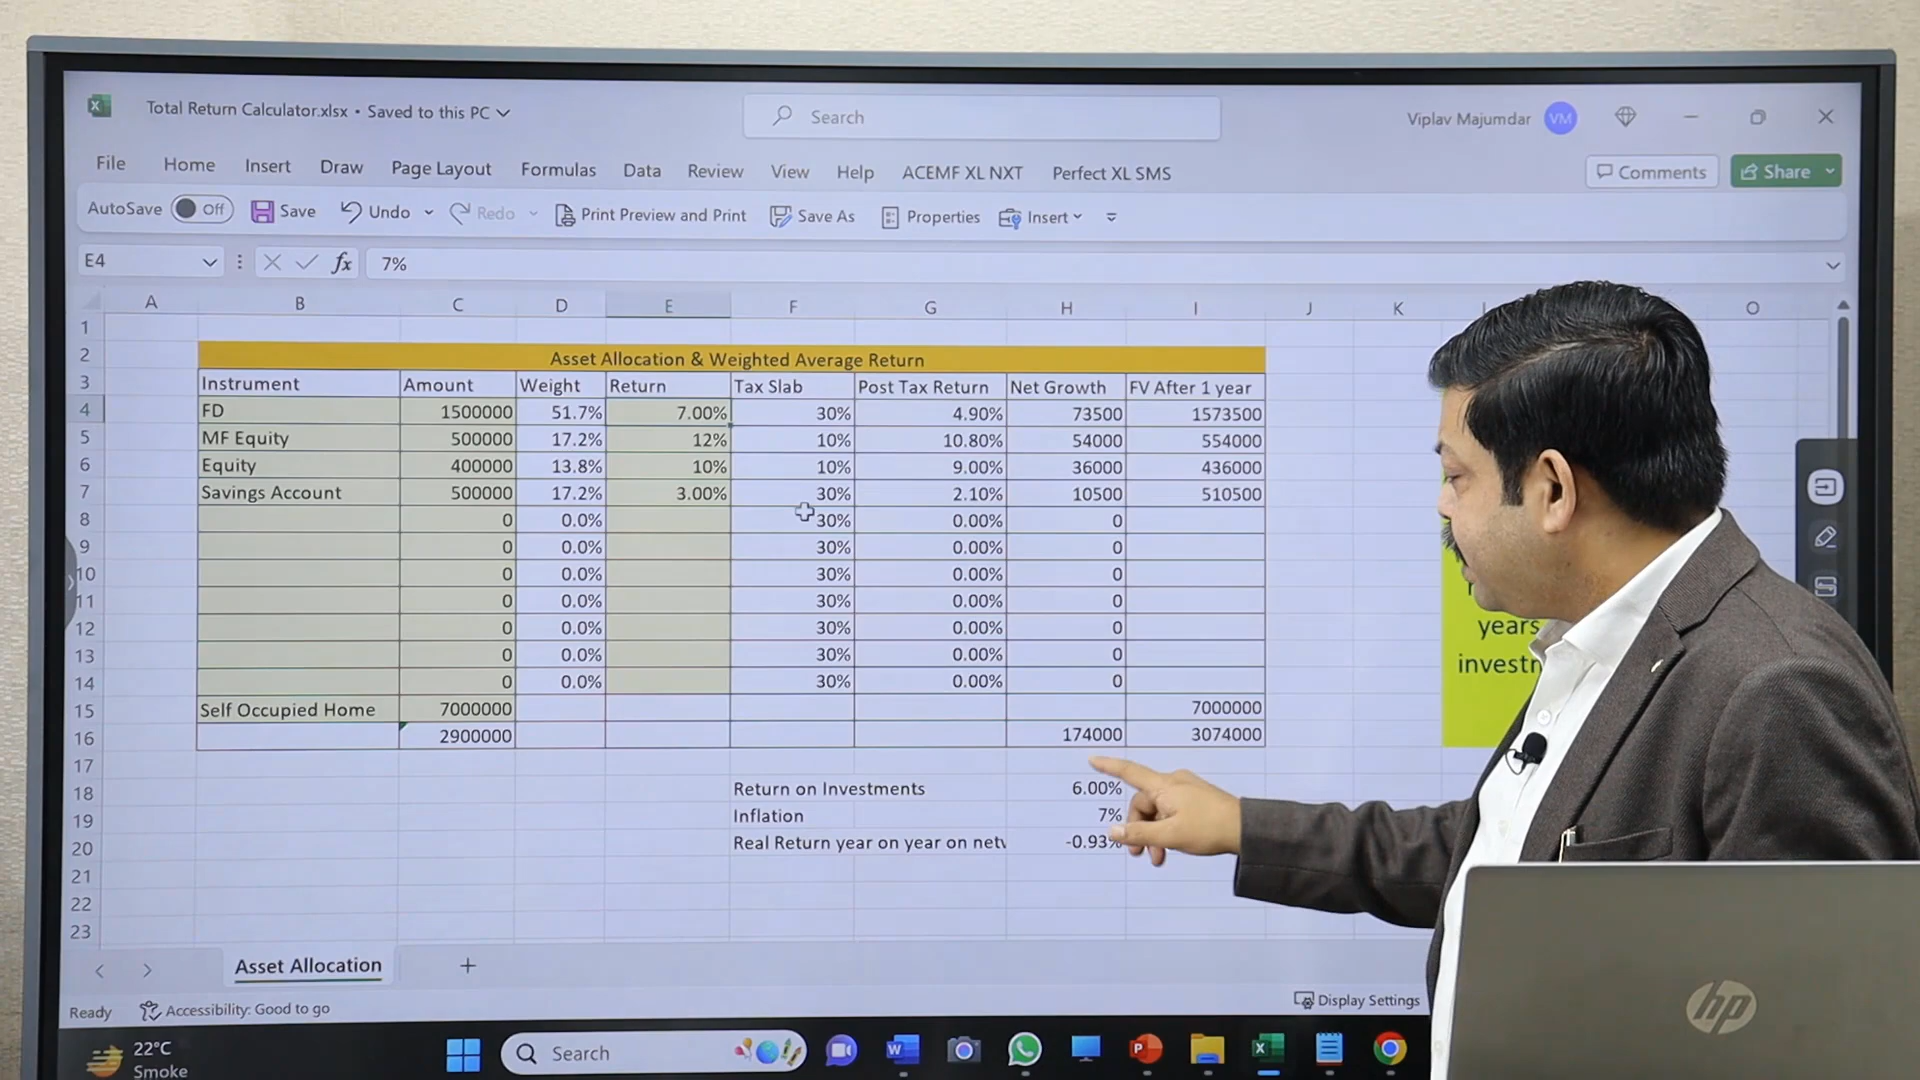 Total Return Calculator.xlsx • Saved to this PC
Search
Viplav Majumdar VM
File Home Insert Draw Page Layout Formulas Data Review View Help ACEMF XL NXT Perfect XL SMS
Comments Share
AutoSave Off Save Undo Redo Print Preview and Print Save As Properties Insert
E4 fx 7%
A B C D E F G H I J K L O
1
2 Asset Allocation & Weighted Average Return
3 Instrument Amount Weight Return Tax Slab Post Tax Return Net Growth FV After 1 year
4 FD 1500000 51.7% 7.00% 30% 4.90% 73500 1573500
5 MF Equity 500000 17.2% 12% 10% 10.80% 54000 554000
6 Equity 400000 13.8% 10% 10% 9.00% 36000 436000
7 Savings Account 500000 17.2% 3.00% 30% 2.10% 10500 510500
8 0 0.0% 30% 0.00% 0
9 0 0.0% 30% 0.00% 0
10 0 0.0% 30% 0.00% 0
11 0 0.0% 30% 0.00% 0
12 0 0.0% 30% 0.00% 0
13 0 0.0% 30% 0.00% 0
14 0 0.0% 30% 0.00% 0
15 Self Occupied Home 7000000 7000000
16 2900000 174000 3074000
17
18 Return on Investments 6.00%
19 Inflation 7%
20 Real Return year on year on netw -0.93%
21
22
23
years
investr
Asset Allocation +
Ready Accessibility: Good to go Display Settings
22°C
Smoke
Search
hp